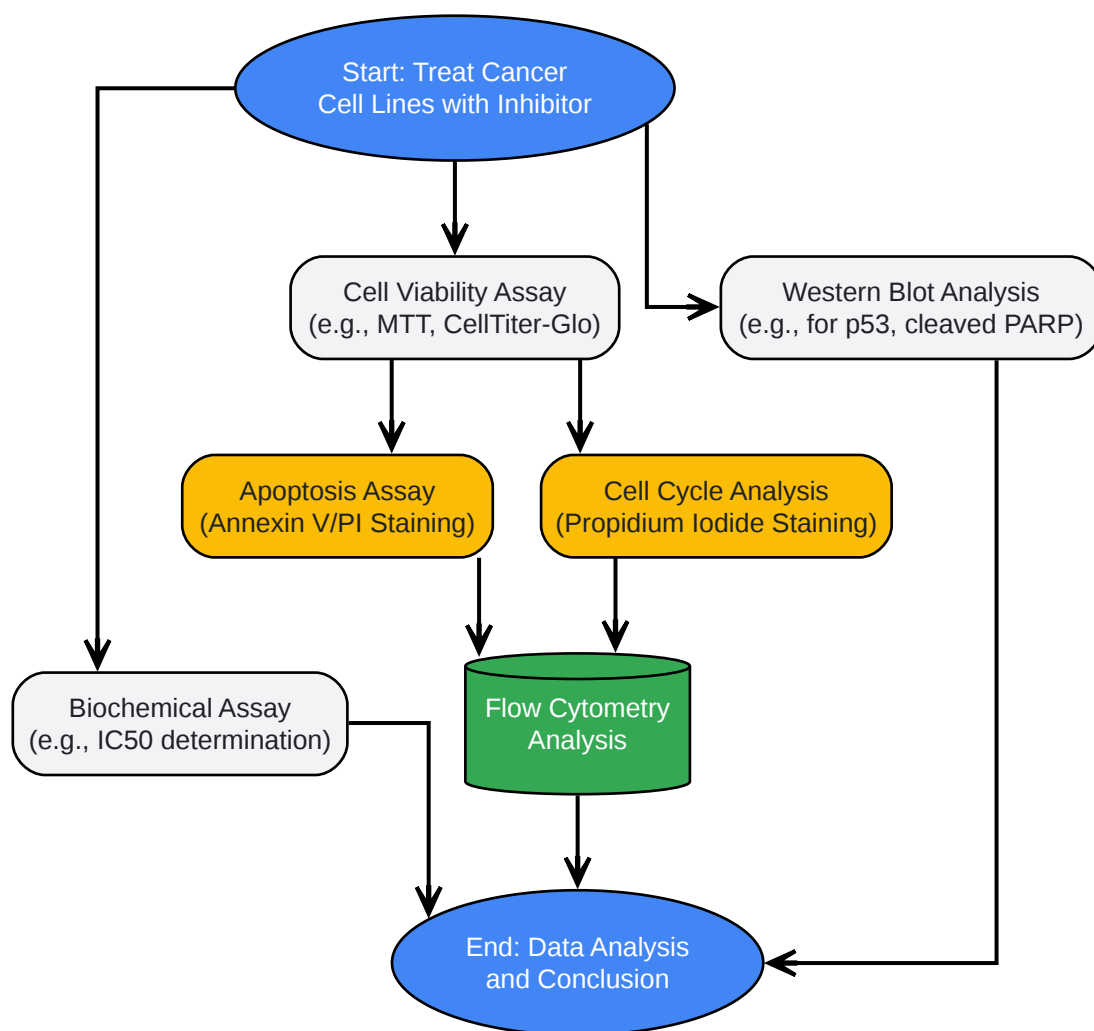 Start: Treat Cancer
Cell Lines with Inhibitor
Cell Viability Assay
(e.g., MTT, CellTiter-Glo)
Western Blot Analysis
(e.g., for p53, cleaved PARP)
Apoptosis Assay
(Annexin V/PI Staining)
Cell Cycle Analysis
(Propidium Iodide Staining)
Biochemical Assay
(e.g., IC50 determination)
Flow Cytometry
Analysis
End: Data Analysis
and Conclusion